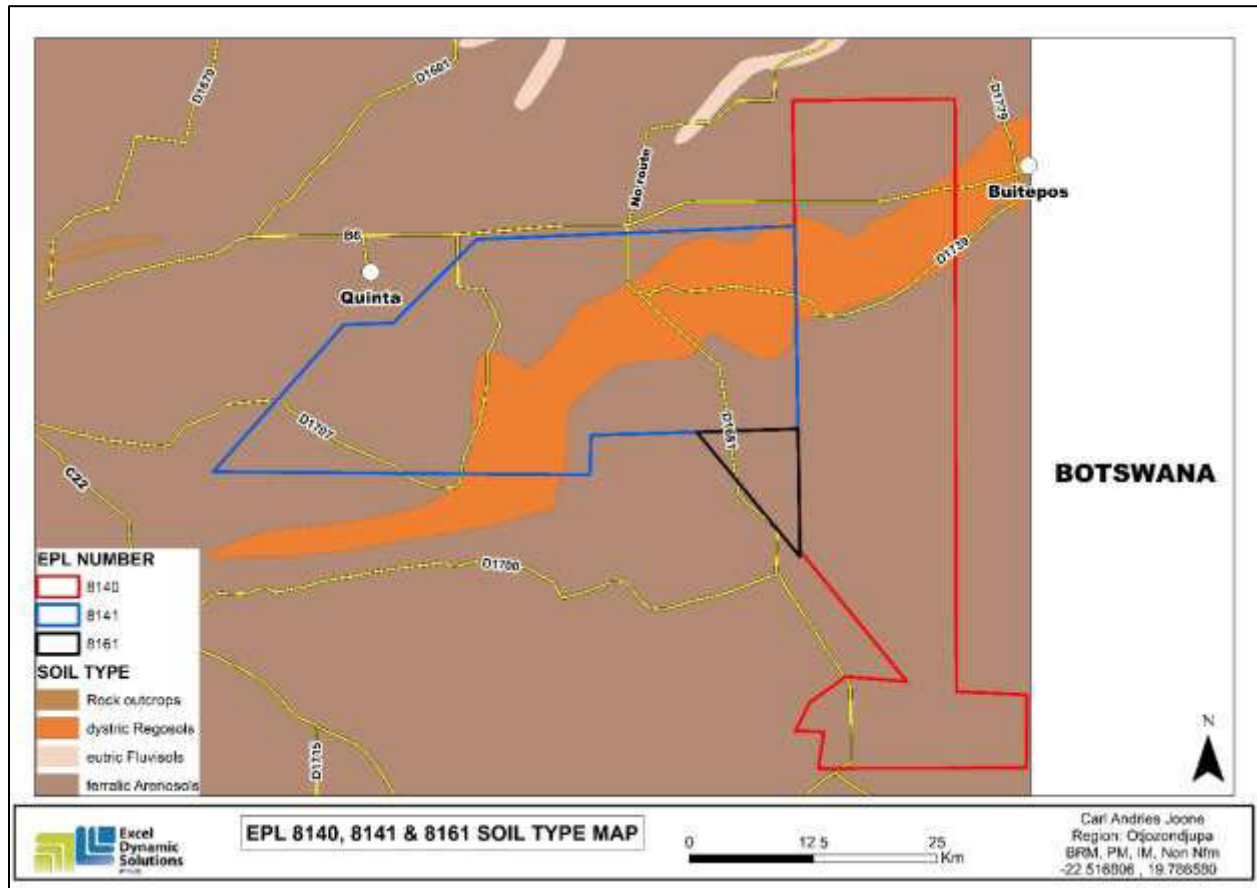 D1670
D1601
D1779
No route
Buitepos
B6
D1739
Quinta
D1707
D1681
C22
BOTSWANA
EPL NUMBER
8140
8141
8161
D1700
SOIL TYPE
Rock outcrops
dystric Regosols
eutric Fluvisols
ferralic Arenosols
D1715
N
Excel
Dynamic
Solutions
EPL 8140, 8141 & 8161 SOIL TYPE MAP
0 12.5 25
Km
Carl Andries Joone
Region: Otjozondjupa
BRM, PM, IM, Non Nfm
-22.516806 , 19.786580